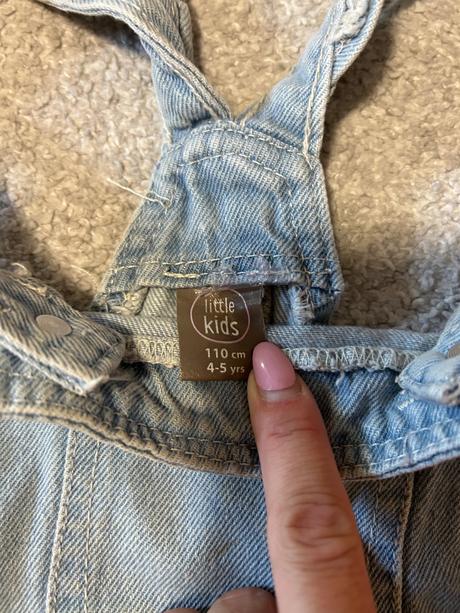 little
kids
110 cm
4-5 yrs